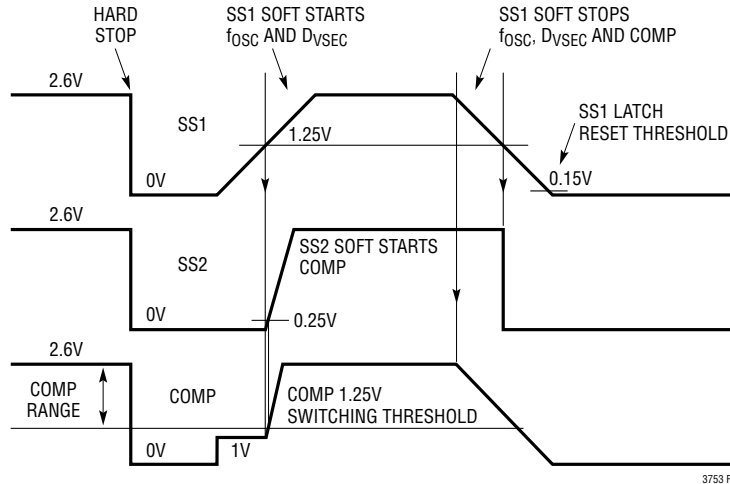 HARD
STOP
SS1 SOFT STARTS
fOSC AND DVSEC
SS1 SOFT STOPS
fOSC, DVSEC AND COMP
2.6V
SS1
1.25V
SS1 LATCH
RESET THRESHOLD
0V
0.15V
2.6V
SS2
SS2 SOFT STARTS
COMP
0V
0.25V
2.6V
COMP
RANGE
COMP
COMP 1.25V
SWITCHING THRESHOLD
0V
1V
3753 F